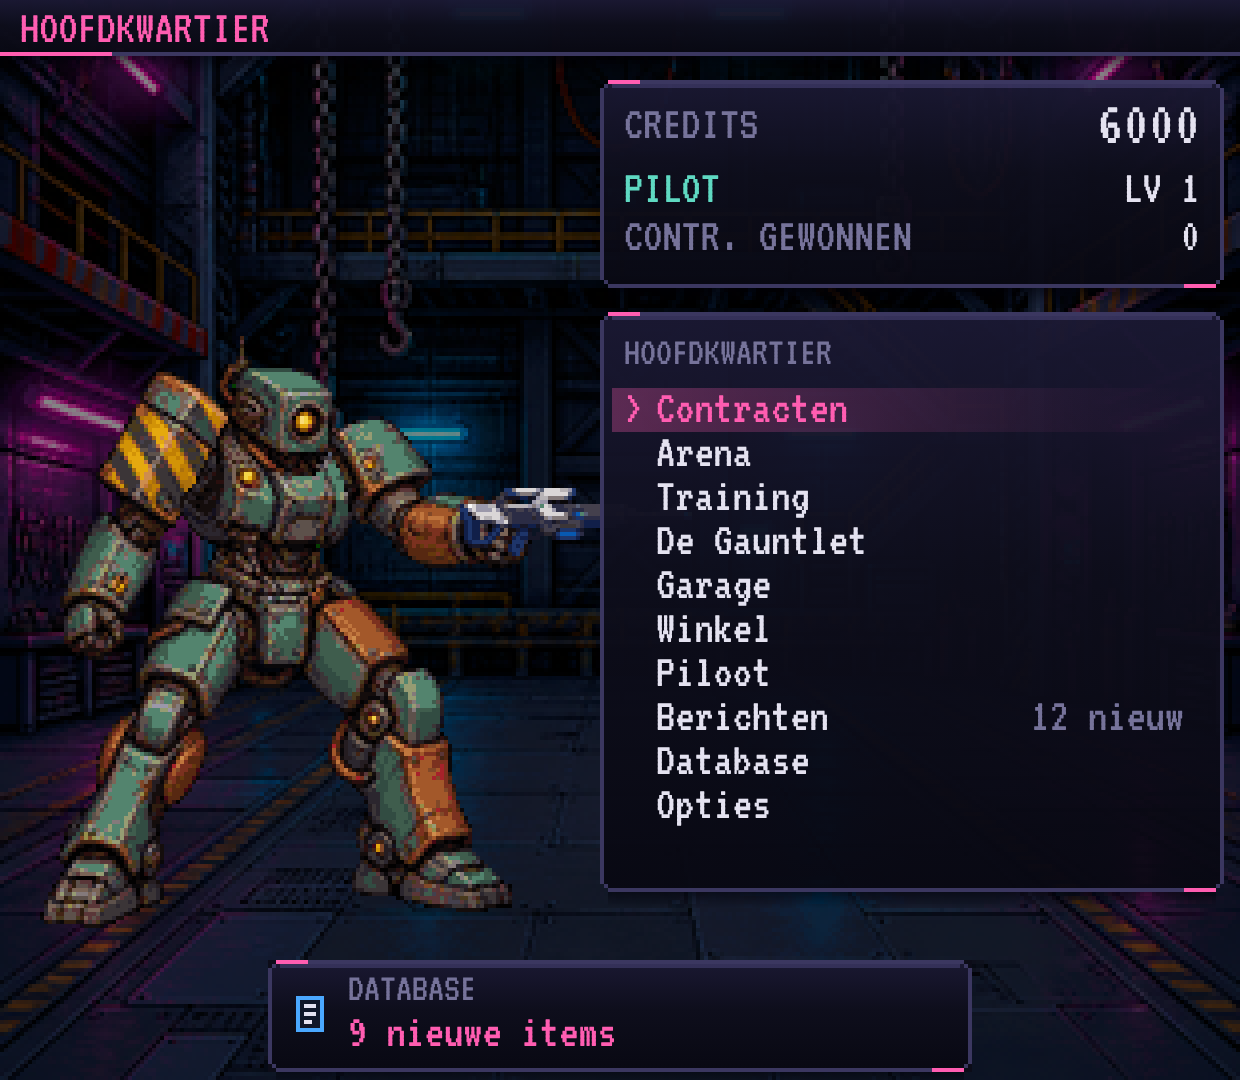 HOOFDKWARTIER
CREDITS 6000
PILOT LV 1
CONTR. GEWONNEN 0
HOOFDKWARTIER
> Contracten
Arena
Training
De Gauntlet
Garage
Winkel
Piloot
Berichten 12 nieuw
Database
Opties
DATABASE
9 nieuwe items